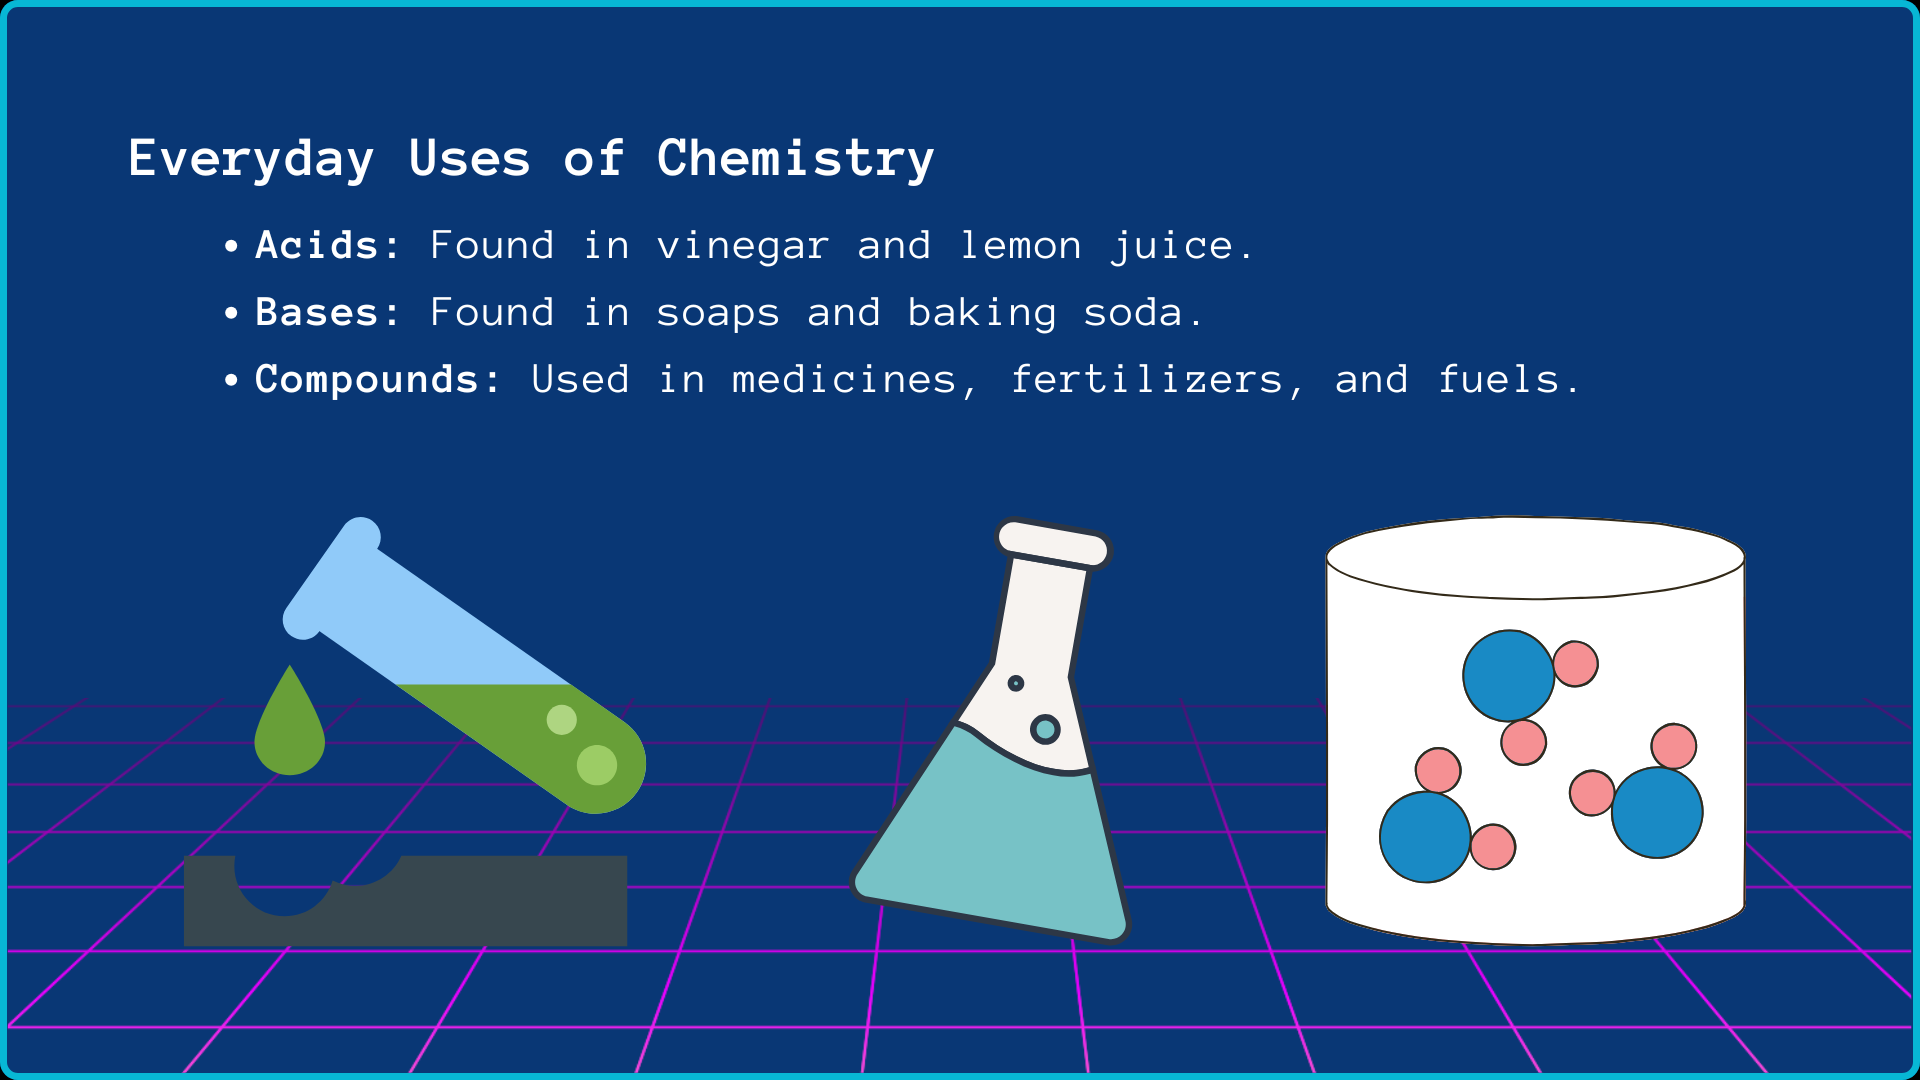 Everyday Uses of Chemistry
• Acids: Found in vinegar and lemon juice.
• Bases: Found in soaps and baking soda.
• Compounds: Used in medicines, fertilizers, and fuels.